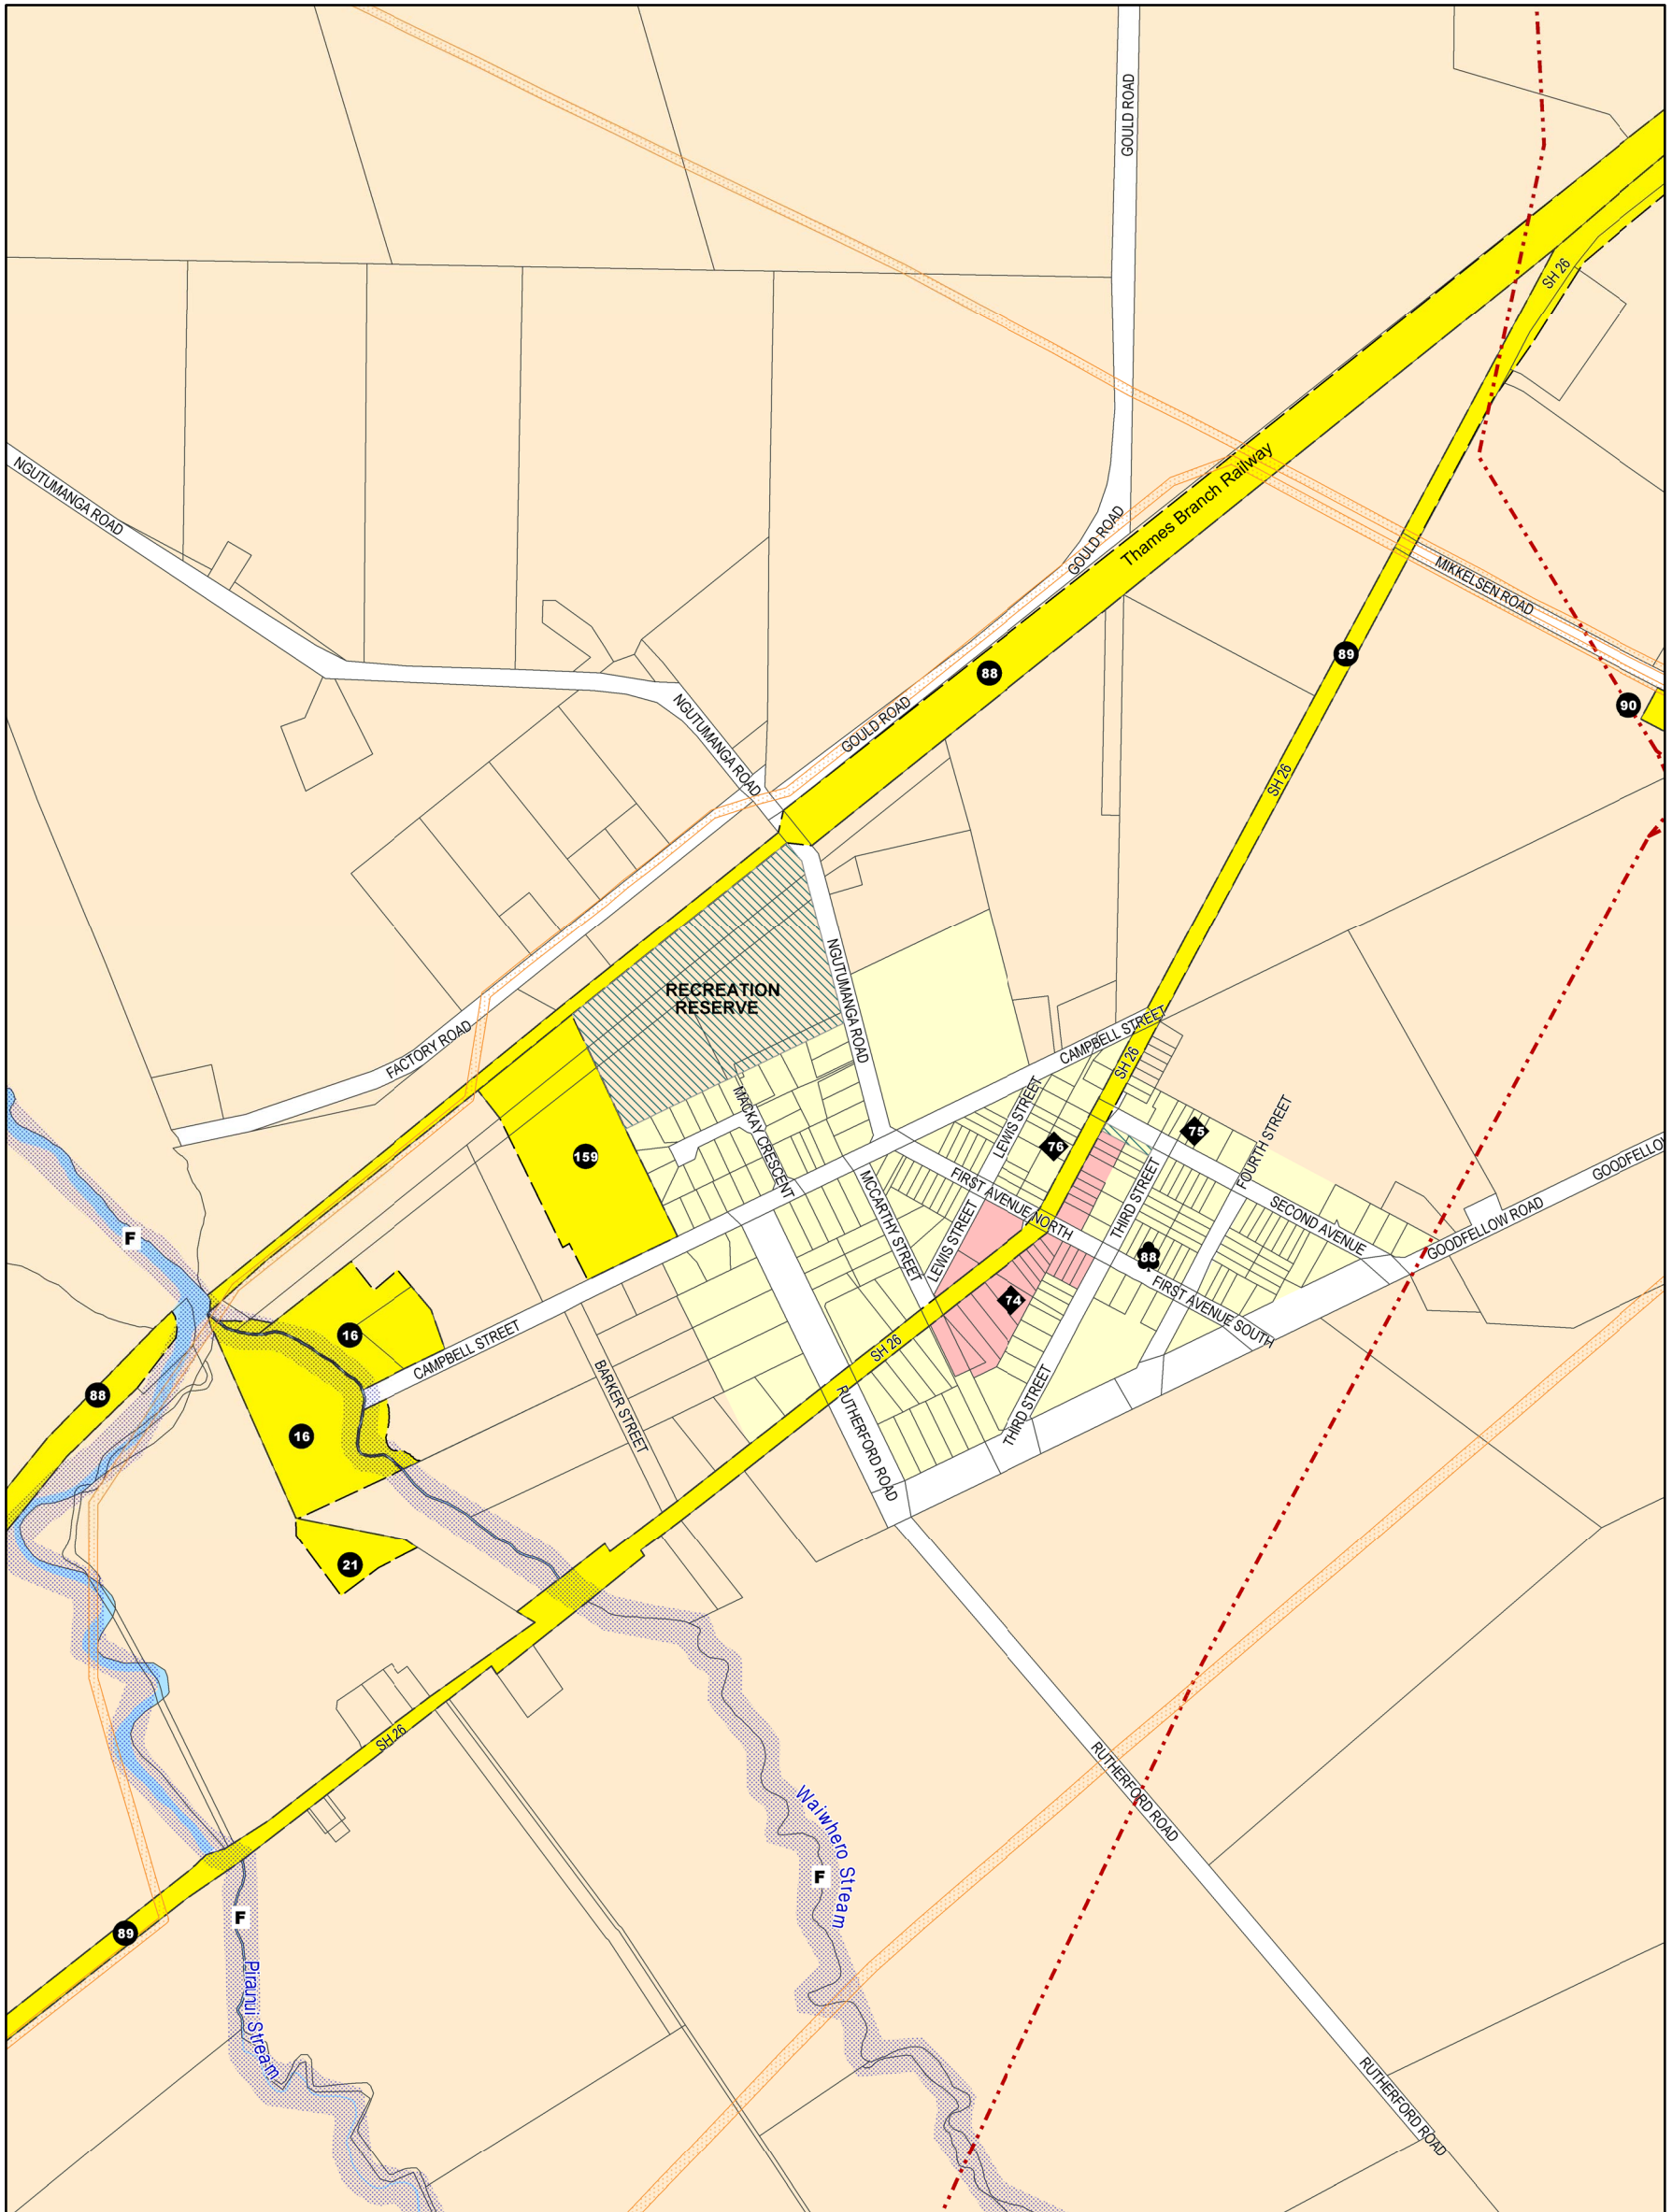 GOULD ROAD
SH 26
NGUTUMANGA ROAD
Thames Branch Railway
GOULD ROAD
MIKKELSEN ROAD
89
88
90
NGUTUMANGA ROAD
GOULD ROAD
SH 26
RECREATION
RESERVE
NGUTUMANGA ROAD
FACTORY ROAD
CAMPBELL STREET
SH 26
MACKAY CRESCENT
LEWIS STREET
76
75
FOURTH STREET
159
FIRST AVENUE NORTH
MCCARTHY STREET
LEWIS STREET
THIRD STREET
SECOND AVENUE
GOODFELLO
GOODFELLOW ROAD
F
88
FIRST AVENUE SOUTH
74
16
CAMPBELL STREET
SH 26
88
BARKER STREET
RUTHERFORD ROAD
THIRD STREET
16
21
SH 26
RUTHERFORD ROAD
Waiwhero Stream
F
F
89
Piranui Stream
RUTHERFORD ROAD